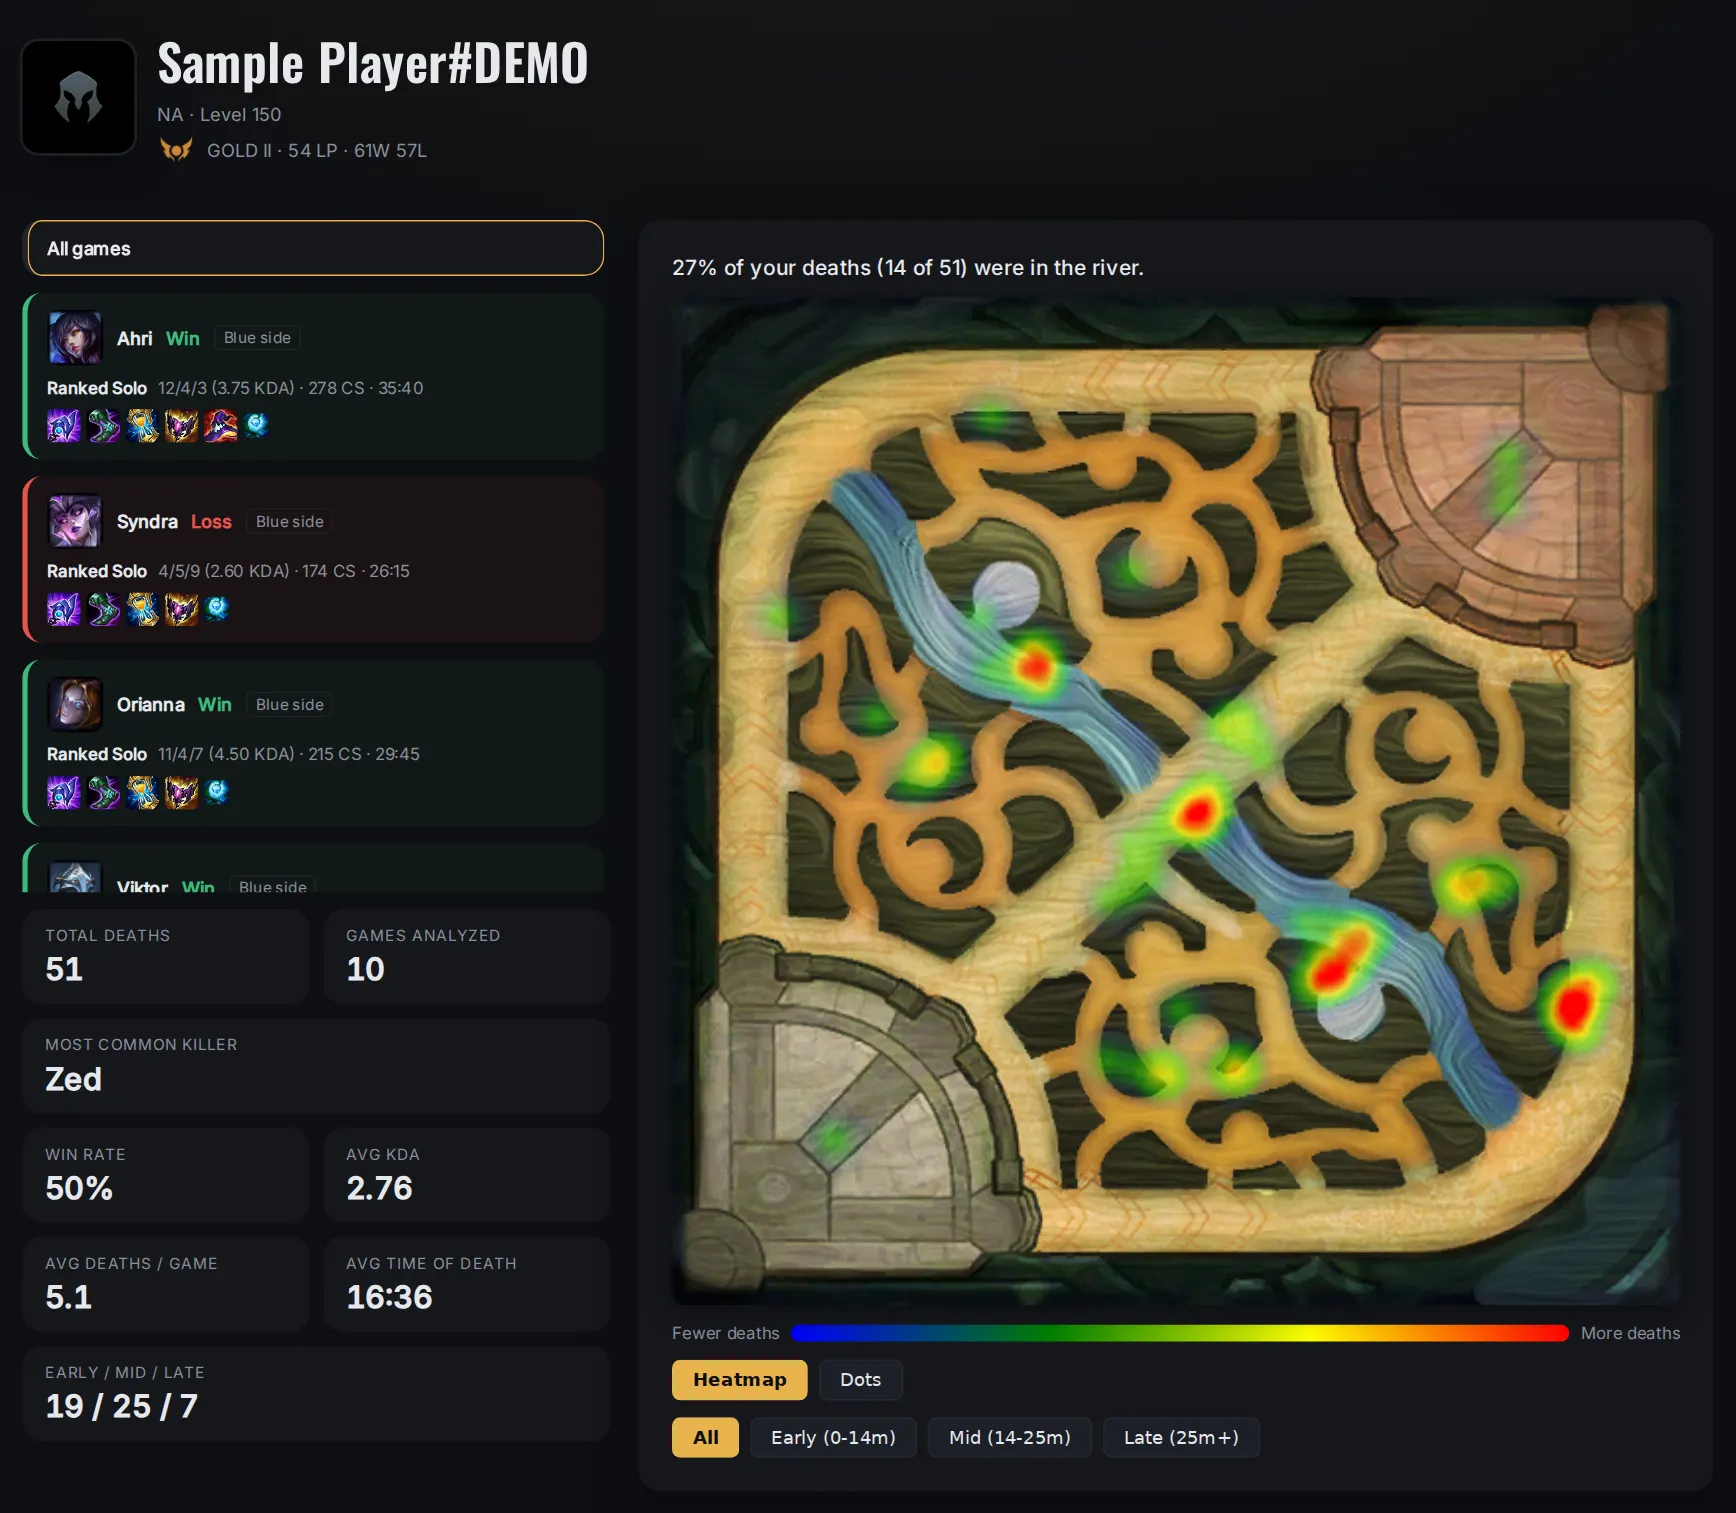 Sample Player#DEMO
NA · Level 150
GOLD II · 54 LP · 61W 57L
All games
Ahri Win Blue side
Ranked Solo 12/4/3 (3.75 KDA) · 278 CS · 35:40
Syndra Loss Blue side
Ranked Solo 4/5/9 (2.60 KDA) · 174 CS · 26:15
Orianna Win Blue side
Ranked Solo 11/4/7 (4.50 KDA) · 215 CS · 29:45
Viktor Win Blue side
TOTAL DEATHS
51
GAMES ANALYZED
10
MOST COMMON KILLER
Zed
WIN RATE
50%
AVG KDA
2.76
AVG DEATHS / GAME
5.1
AVG TIME OF DEATH
16:36
EARLY / MID / LATE
19 / 25 / 7
27% of your deaths (14 of 51) were in the river.
Fewer deaths More deaths
Heatmap Dots
All Early (0-14m) Mid (14-25m) Late (25m+)